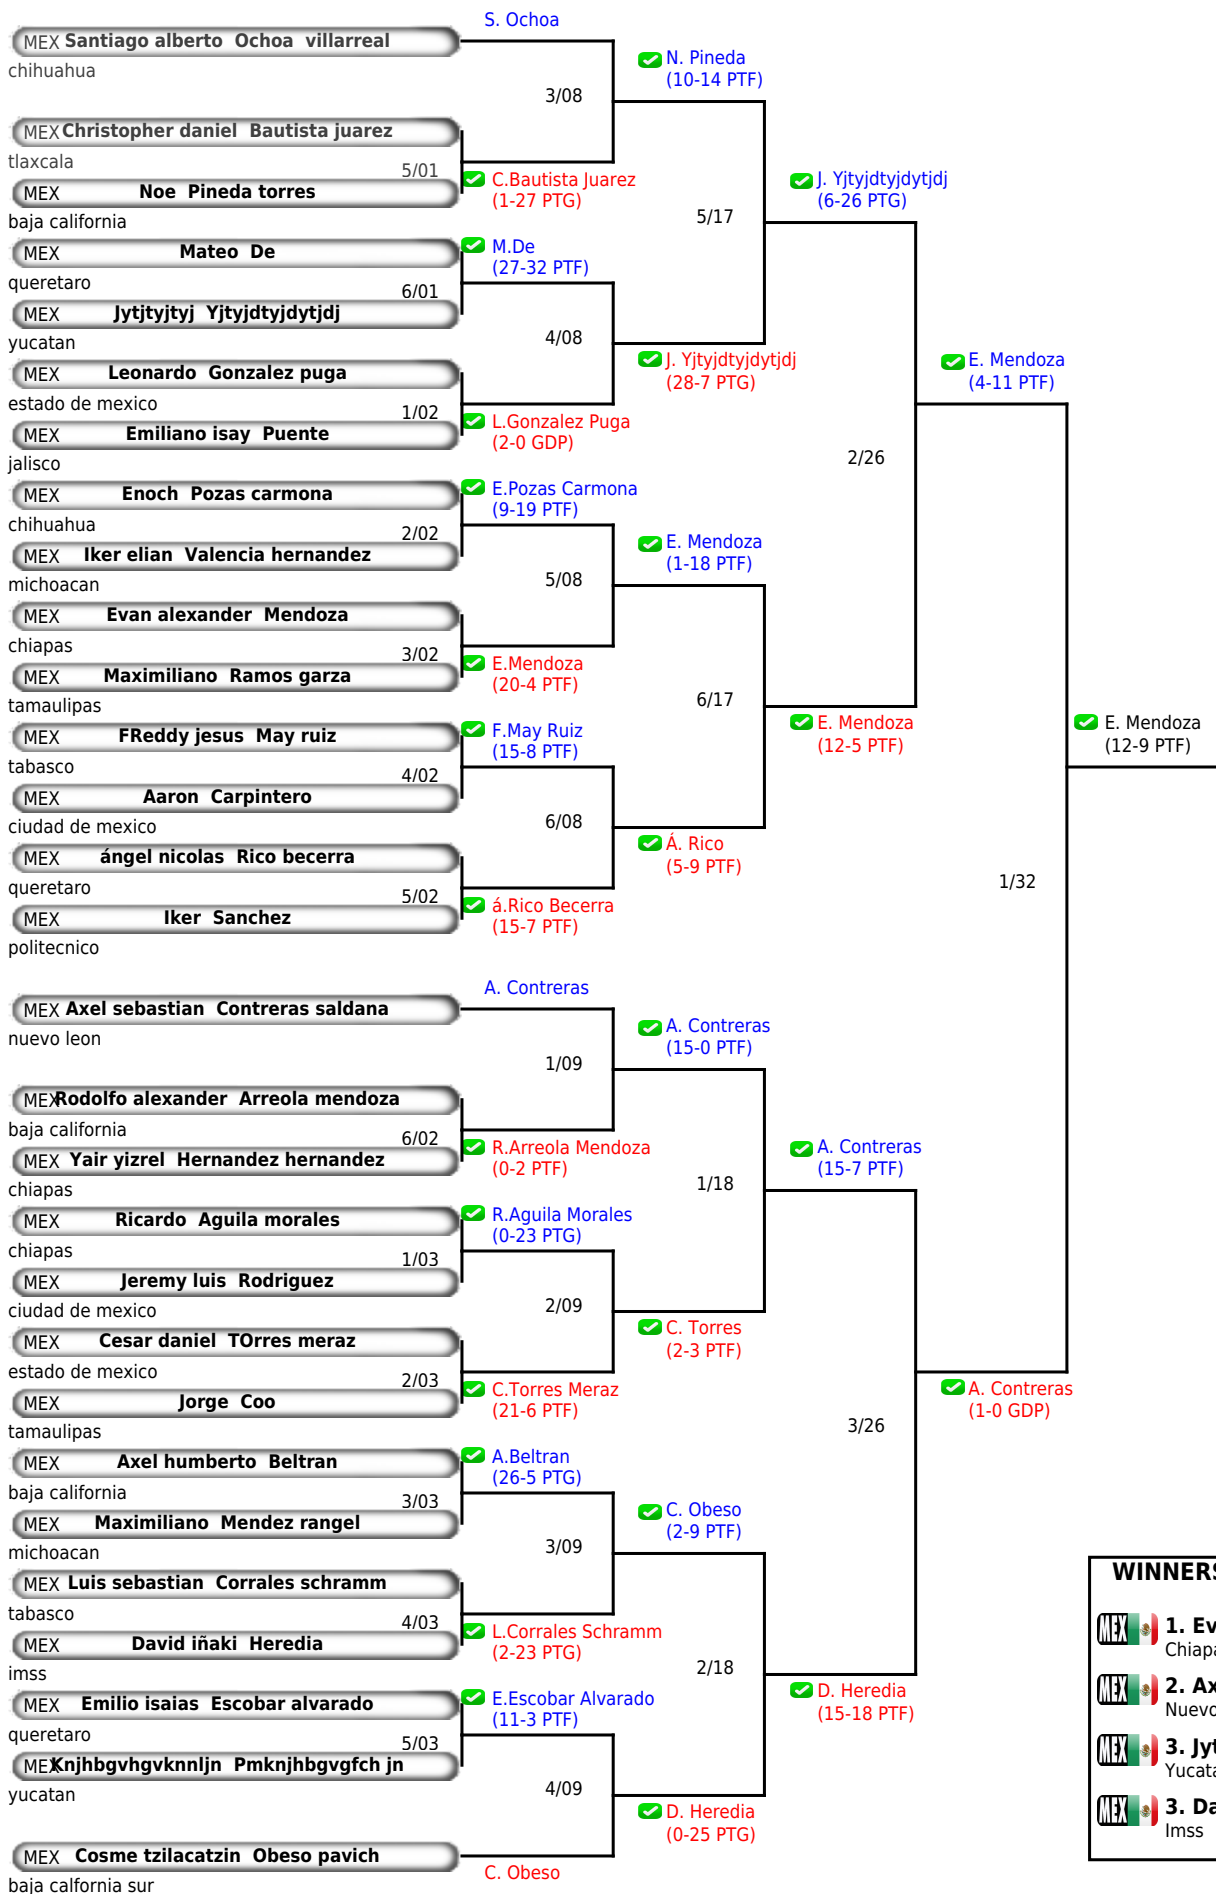 S. Ochoa
MEX Santiago alberto Ochoa villarreal
chihuahua
N. Pineda
(10-14 PTF)
3/08
MEX Christopher daniel Bautista juarez
tlaxcala
5/01
MEX Noe Pineda torres
baja california
C.Bautista Juarez
(1-27 PTG)
J. Yjtyjdtyjdytjdj
(6-26 PTG)
5/17
MEX Mateo De
queretaro
M.De
(27-32 PTF)
6/01
MEX Jytjtyjtyj Yjtyjdtyjdytjdj
yucatan
4/08
J. Yjtyjdtyjdytjdj
(28-7 PTG)
E. Mendoza
(4-11 PTF)
MEX Leonardo Gonzalez puga
estado de mexico
1/02
MEX Emiliano isay Puente
jalisco
L.Gonzalez Puga
(2-0 GDP)
2/26
MEX Enoch Pozas carmona
chihuahua
E.Pozas Carmona
(9-19 PTF)
2/02
MEX Iker elian Valencia hernandez
michoacan
E. Mendoza
(1-18 PTF)
5/08
MEX Evan alexander Mendoza
chiapas
3/02
MEX Maximiliano Ramos garza
tamaulipas
E.Mendoza
(20-4 PTF)
6/17
MEX FReddy jesus May ruiz
tabasco
F.May Ruiz
(15-8 PTF)
E. Mendoza
(12-5 PTF)
E. Mendoza
(12-9 PTF)
4/02
MEX Aaron Carpintero
ciudad de mexico
6/08
Á. Rico
(5-9 PTF)
MEX ángel nicolas Rico becerra
queretaro
5/02
MEX Iker Sanchez
politecnico
á.Rico Becerra
(15-7 PTF)
1/32
A. Contreras
MEX Axel sebastian Contreras saldana
nuevo leon
A. Contreras
(15-0 PTF)
1/09
MEX Rodolfo alexander Arreola mendoza
baja california
6/02
MEX Yair yizrel Hernandez hernandez
chiapas
R.Arreola Mendoza
(0-2 PTF)
A. Contreras
(15-7 PTF)
1/18
MEX Ricardo Aguila morales
chiapas
R.Aguila Morales
(0-23 PTG)
1/03
MEX Jeremy luis Rodriguez
ciudad de mexico
2/09
C. Torres
(2-3 PTF)
MEX Cesar daniel TOrres meraz
estado de mexico
2/03
MEX Jorge Coo
tamaulipas
C.Torres Meraz
(21-6 PTF)
A. Contreras
(1-0 GDP)
3/26
MEX Axel humberto Beltran
baja california
A.Beltran
(26-5 PTG)
3/03
MEX Maximiliano Mendez rangel
michoacan
C. Obeso
(2-9 PTF)
3/09
MEX Luis sebastian Corrales schramm
tabasco
4/03
MEX David iñaki Heredia
imss
L.Corrales Schramm
(2-23 PTG)
2/18
MEX Emilio isaias Escobar alvarado
queretaro
E.Escobar Alvarado
(11-3 PTF)
D. Heredia
(15-18 PTF)
5/03
MEX Knjhbgvhgvknnljn Pmknjhbgvgfch jn
yucatan
4/09
D. Heredia
(0-25 PTG)
MEX Cosme tzilacatzin Obeso pavich
baja calfornia sur
C. Obeso
WINNERS
MEX 1. Ev
Chiapa
MEX 2. Ax
Nuevo
MEX 3. Jyt
Yucata
MEX 3. Da
Imss